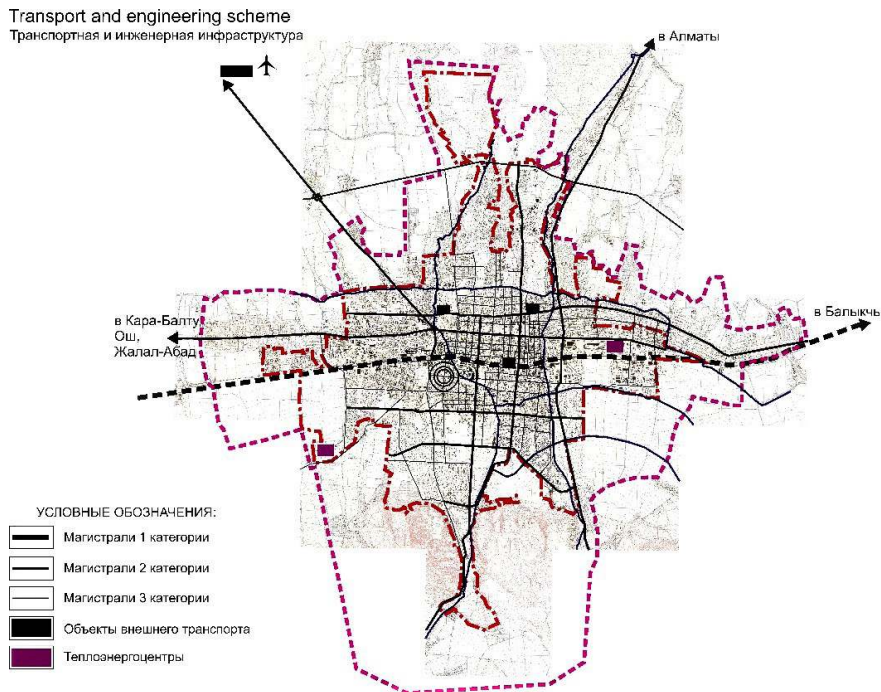 Transport and engineering scheme
Транспортная и инженерная инфраструктура
в Алматы
в Кара-Балту
Ош,
Жалал-Абад
в Балыкчы
УСЛОВНЫЕ ОБОЗНАЧЕНИЯ:
Магистрали 1 категории
Магистрали 2 категории
Магистрали 3 категории
Объекты внешнего транспорта
Теплоэнергоцентры